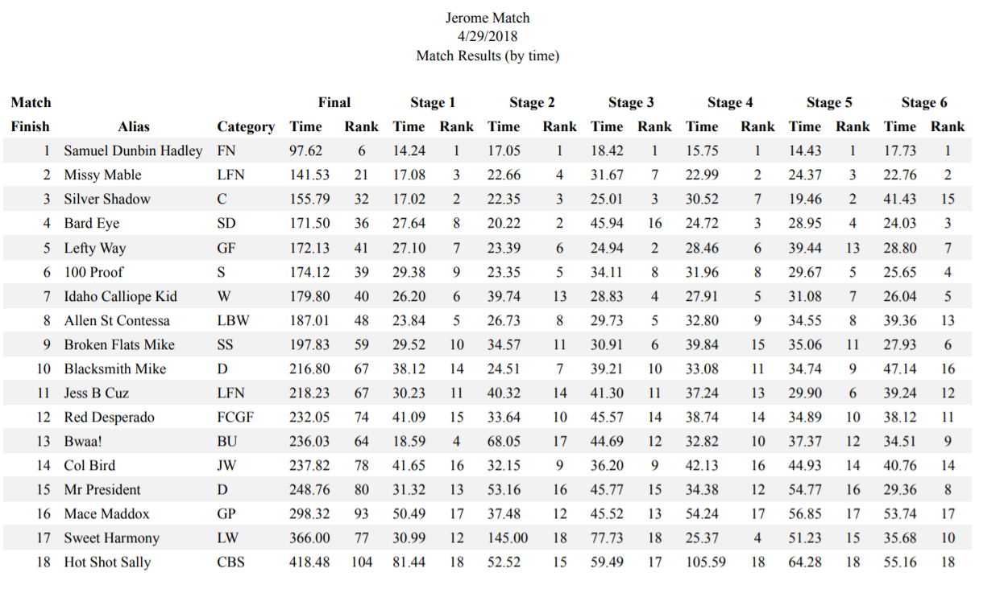 Jerome Match
4/29/2018
Match Results (by time)
Match Final Stage 1 Stage 2 Stage 3 Stage 4 Stage 5 Stage 6
Finish Alias Category Time Rank Time Rank Time Rank Time Rank Time Rank Time Rank Time Rank
1 Samuel Dunbin Hadley FN 97.62 6 14.24 1 17.05 1 18.42 1 15.75 1 14.43 1 17.73 1
2 Missy Mable LFN 141.53 21 17.08 3 22.66 4 31.67 7 22.99 2 24.37 3 22.76 2
3 Silver Shadow C 155.79 32 17.02 2 22.35 3 25.01 3 30.52 7 19.46 2 41.43 15
4 Bard Eye SD 171.50 36 27.64 8 20.22 2 45.94 16 24.72 3 28.95 4 24.03 3
5 Lefty Way GF 172.13 41 27.10 7 23.39 6 24.94 2 28.46 6 39.44 13 28.80 7
6 100 Proof S 174.12 39 29.38 9 23.35 5 34.11 8 31.96 8 29.67 5 25.65 4
7 Idaho Calliope Kid W 179.80 40 26.20 6 39.74 13 28.83 4 27.91 5 31.08 7 26.04 5
8 Allen St Contessa LBW 187.01 48 23.84 5 26.73 8 29.73 5 32.80 9 34.55 8 39.36 13
9 Broken Flats Mike SS 197.83 59 29.52 10 34.57 11 30.91 6 39.84 15 35.06 11 27.93 6
10 Blacksmith Mike D 216.80 67 38.12 14 24.51 7 39.21 10 33.08 11 34.74 9 47.14 16
11 Jess B Cuz LFN 218.23 67 30.23 11 40.32 14 41.30 11 37.24 13 29.90 6 39.24 12
12 Red Desperado FCGF 232.05 74 41.09 15 33.64 10 45.57 14 38.74 14 34.89 10 38.12 11
13 Bwaa! BU 236.03 64 18.59 4 68.05 17 44.69 12 32.82 10 37.37 12 34.51 9
14 Col Bird JW 237.82 78 41.65 16 32.15 9 36.20 9 42.13 16 44.93 14 40.76 14
15 Mr President D 248.76 80 31.32 13 53.16 16 45.77 15 34.38 12 54.77 16 29.36 8
16 Mace Maddox GP 298.32 93 50.49 17 37.48 12 45.52 13 54.24 17 56.85 17 53.74 17
17 Sweet Harmony LW 366.00 77 30.99 12 145.00 18 77.73 18 25.37 4 51.23 15 35.68 10
18 Hot Shot Sally CBS 418.48 104 81.44 18 52.52 15 59.49 17 105.59 18 64.28 18 55.16 18